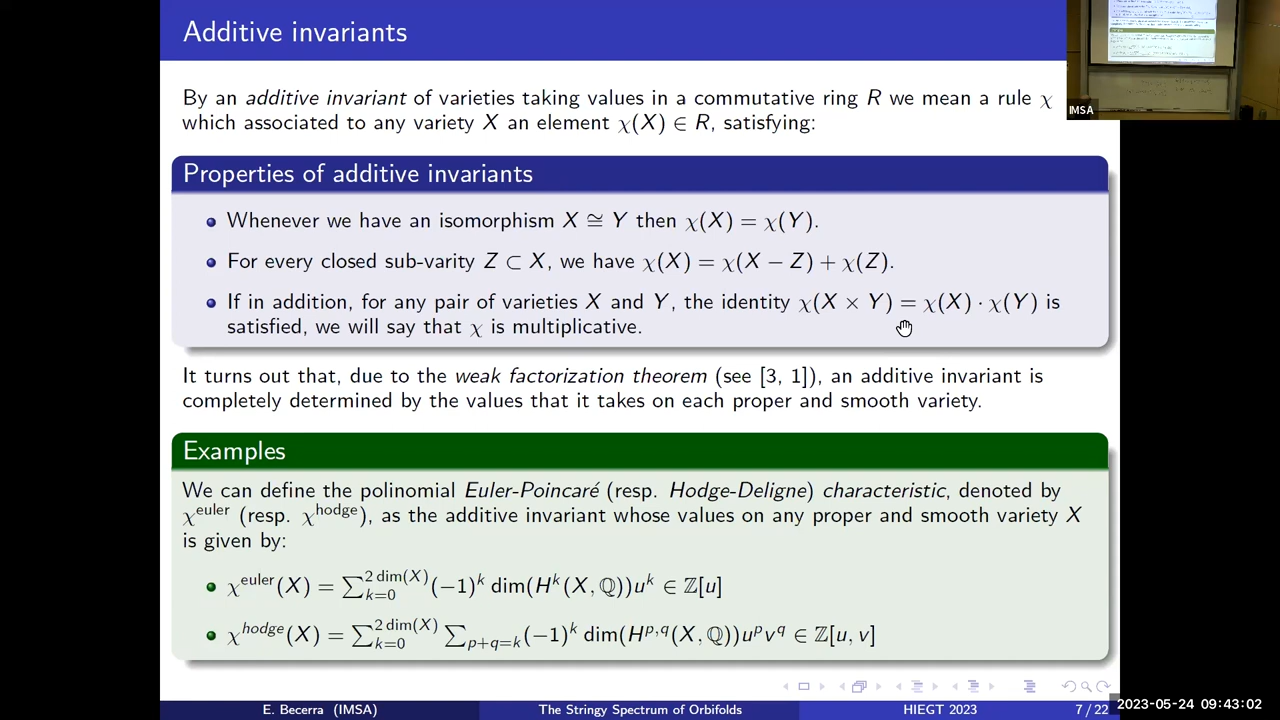 Additive invariants
IMSA
By an additive invariant of varieties taking values in a commutative ring R we mean a rule χ
which associated to any variety X an element χ(X) ∈ R, satisfying:
Properties of additive invariants
Whenever we have an isomorphism X ≅ Y then χ(X) = χ(Y).
For every closed sub-varity Z ⊂ X, we have χ(X) = χ(X − Z) + χ(Z).
If in addition, for any pair of varieties X and Y, the identity χ(X × Y) = χ(X) · χ(Y) is
satisfied, we will say that χ is multiplicative.
It turns out that, due to the weak factorization theorem (see [3, 1]), an additive invariant is
completely determined by the values that it takes on each proper and smooth variety.
Examples
We can define the polinomial Euler-Poincaré (resp. Hodge-Deligne) characteristic, denoted by
χ^euler (resp. χ^hodge), as the additive invariant whose values on any proper and smooth variety X
is given by:
χ^euler(X) = ∑_{k=0}^{2 dim(X)} (−1)^k dim(H^k(X, ℚ))u^k ∈ ℤ[u]
χ^hodge(X) = ∑_{k=0}^{2 dim(X)} ∑_{p+q=k} (−1)^k dim(H^{p,q}(X, ℚ))u^p v^q ∈ ℤ[u, v]
E. Becerra (IMSA) The Stringy Spectrum of Orbifolds HIEGT 2023 7 / 22
2023-05-24 09:43:02